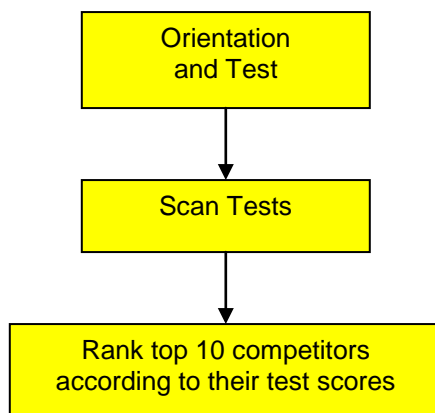 Orientation
and Test
Scan Tests
Rank top 10 competitors
according to their test scores